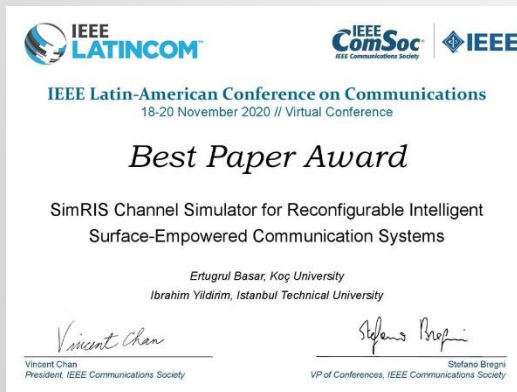 IEEE
LATINCOM™
IEEE
ComSoc™
IEEE Communications Society
IEEE
IEEE Latin-American Conference on Communications
18-20 November 2020 // Virtual Conference
Best Paper Award
SimRIS Channel Simulator for Reconfigurable Intelligent
Surface-Empowered Communication Systems
Ertugrul Basar, Koç University
Ibrahim Yildirim, Istanbul Technical University
Vincent Chan
Stefano Bregni
Vincent Chan
President, IEEE Communications Society
Stefano Bregni
VP of Conferences, IEEE Communications Society